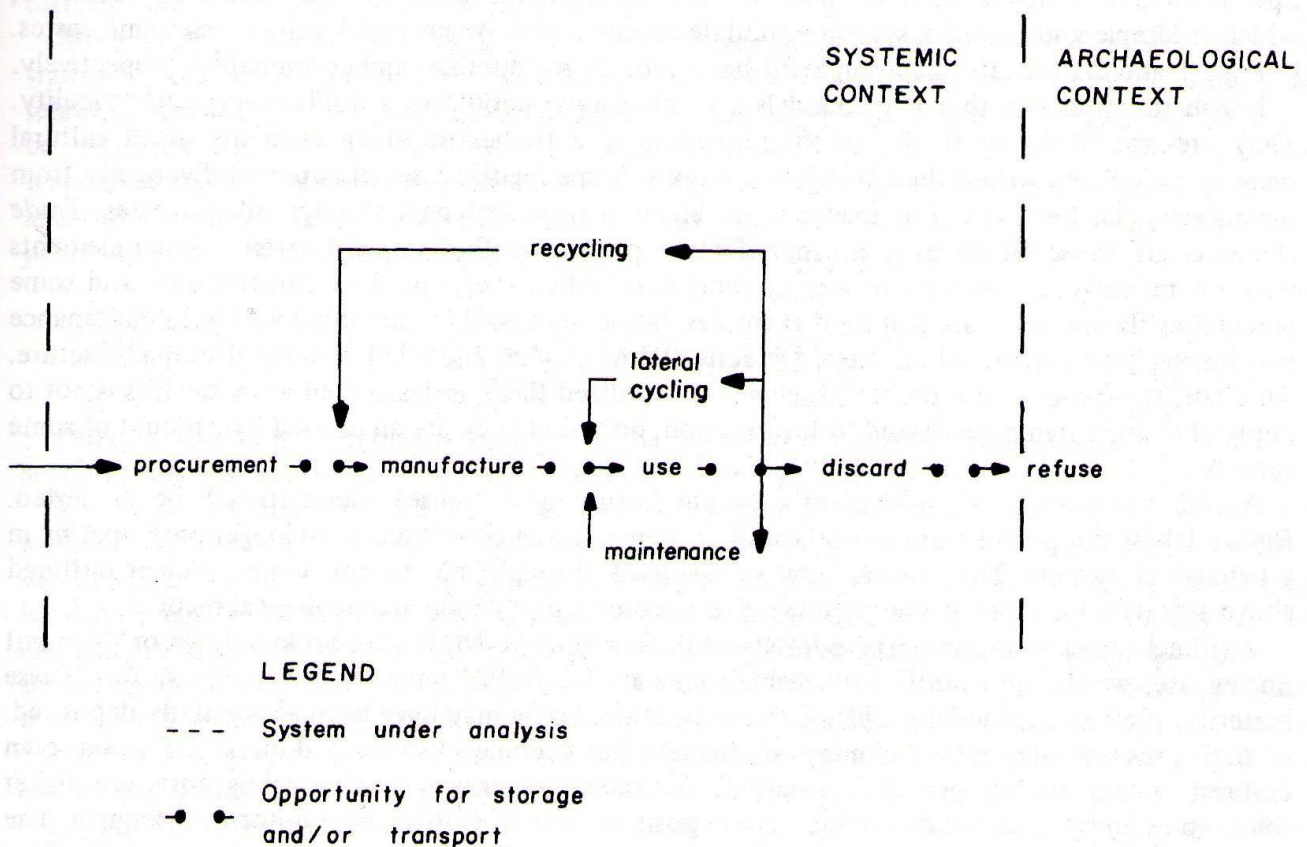 SYSTEMIC CONTEXT
ARCHAEOLOGICAL CONTEXT
recycling
lateral cycling
procurement manufacture use discard refuse
maintenance
LEGEND
--- System under analysis
Opportunity for storage
and/or transport